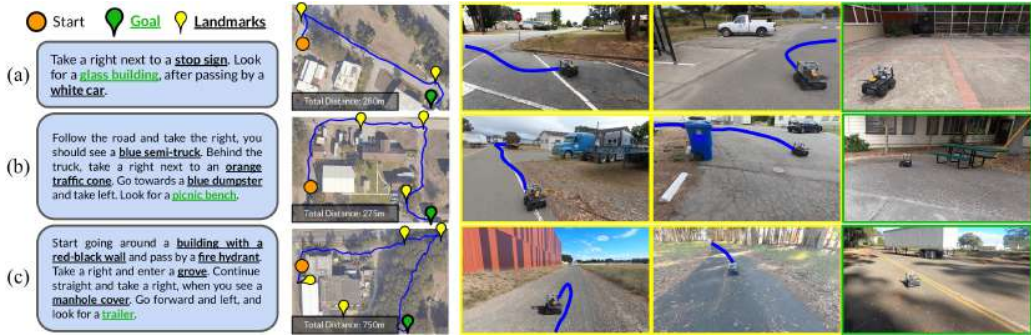 Start
Goal
Landmarks
(a)
Take a right next to a stop sign. Look
for a glass building, after passing by a
white car.
Total Distance: 280m
(b)
Follow the road and take the right, you
should see a blue semi-truck. Behind the
truck, take a right next to an orange
traffic cone. Go towards a blue dumpster
and take left. Look for a picnic bench.
Total Distance: 275m
(c)
Start going around a building with a
red-black wall and pass by a fire hydrant.
Take a right and enter a grove. Continue
straight and take a right, when you see a
manhole cover. Go forward and left, and
look for a trailer.
Total Distance: 750m